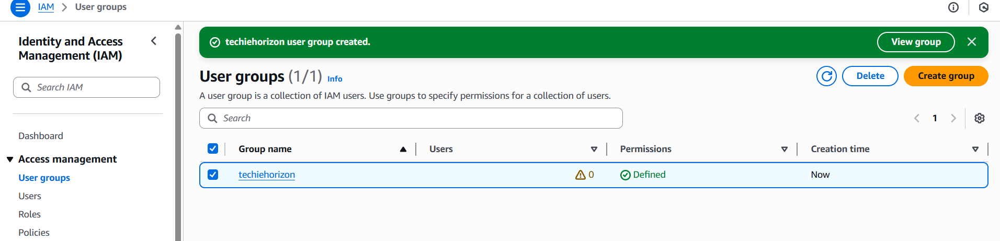 IAM > User groups
Identity and Access
Management (IAM)
Search IAM
Dashboard
Access management
User groups
Users
Roles
Policies
techiehorizon user group created.
View group
User groups (1/1) Info
Delete
Create group
A user group is a collection of IAM users. Use groups to specify permissions for a collection of users.
Search
1
Group name Users Permissions Creation time
techiehorizon 0 Defined Now